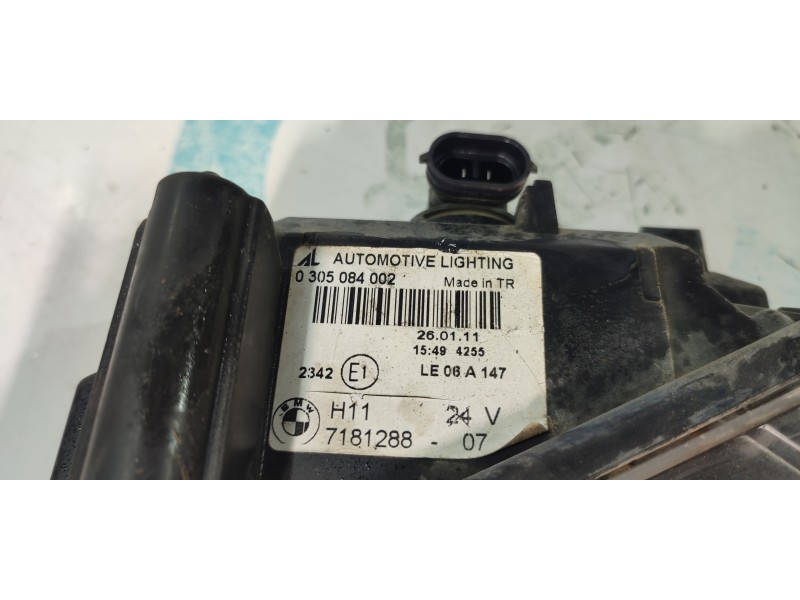 AL AUTOMOTIVE LIGHTING
0 305 084 002 Made in TR
26.01.11
15:49 4255
2342 E1 LE 06 A 147
BMW H11 24 V
7181288 - 07